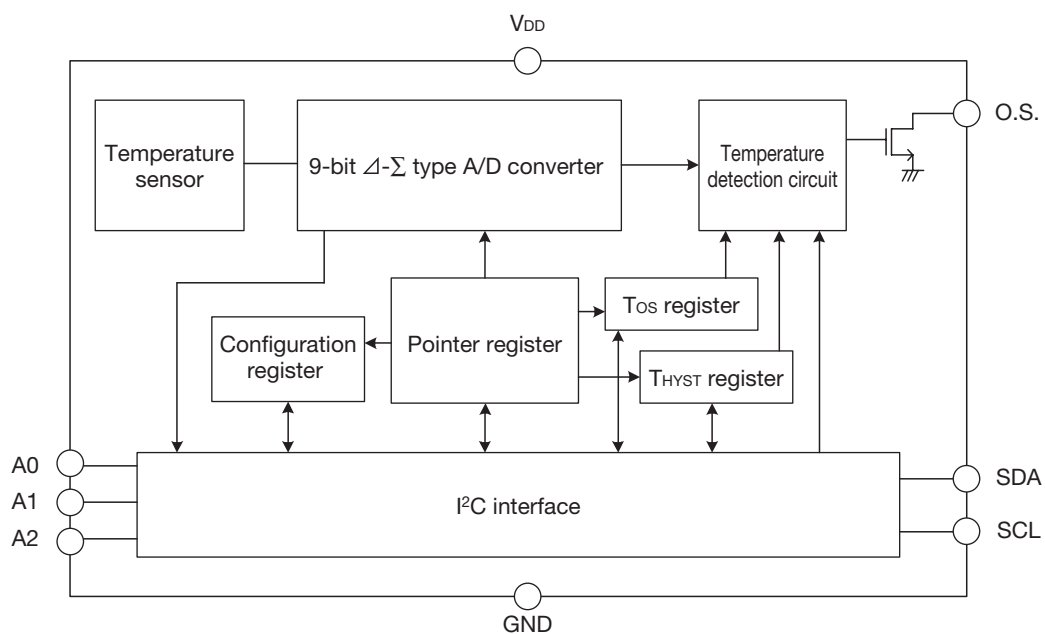 VDD
O.S.
Temperature
sensor
9-bit ⊿-Σ type A/D converter
Temperature
detection circuit
TOS register
Configuration
register
Pointer register
THYST register
A0
A1
A2
I²C interface
SDA
SCL
GND